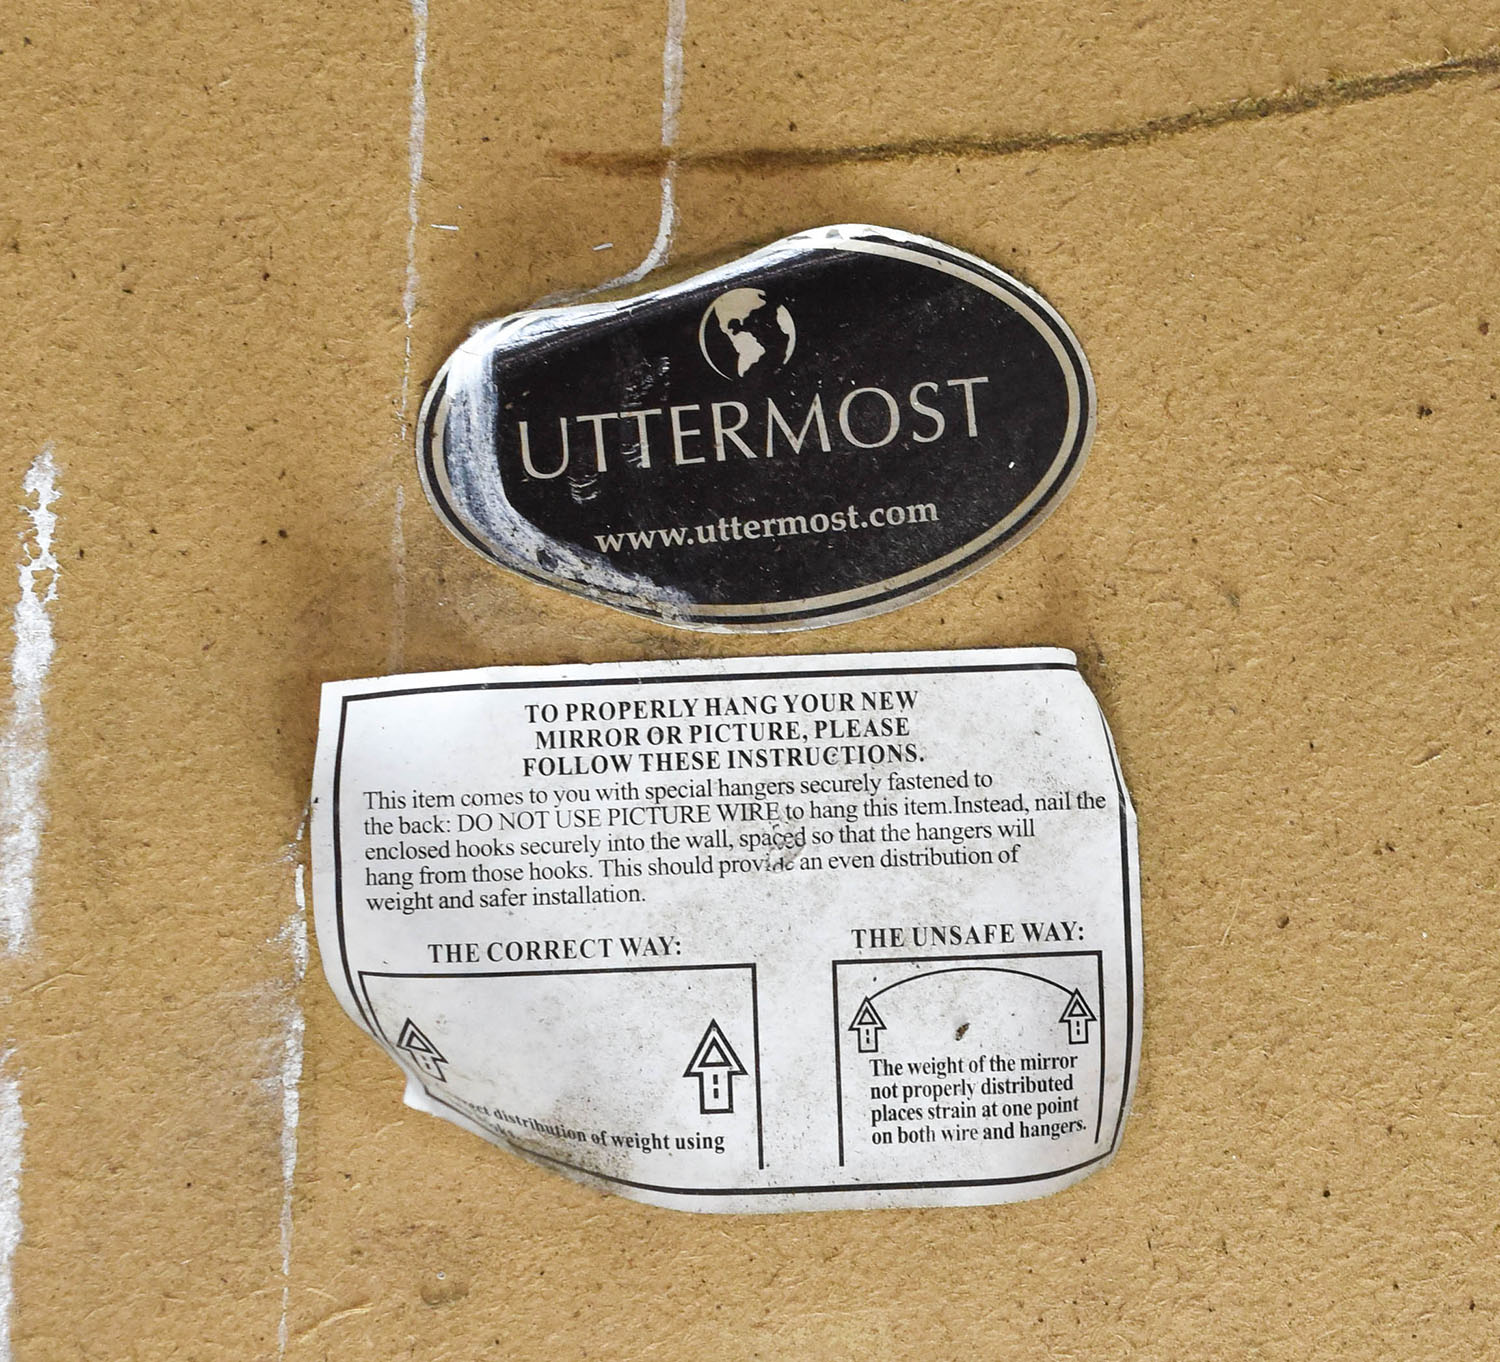 UTTERMOST
www.uttermost.com
TO PROPERLY HANG YOUR NEW
MIRROR OR PICTURE, PLEASE
FOLLOW THESE INSTRUCTIONS.
This item comes to you with special hangers securely fastened to
the back: DO NOT USE PICTURE WIRE to hang this item.Instead, nail the
enclosed hooks securely into the wall, spaced so that the hangers will
hang from those hooks. This should provide an even distribution of
weight and safer installation.
THE CORRECT WAY:
distribution of weight using
THE UNSAFE WAY:
The weight of the mirror
not properly distributed
places strain at one point
on both wire and hangers.